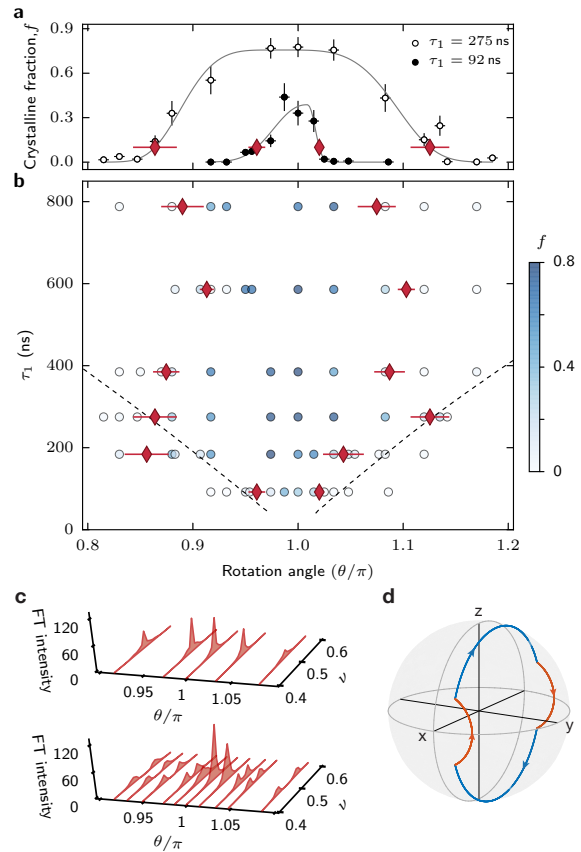 a
Crystalline fraction, f
0.9
0.6
0.3
0.0
τ₁ = 275 ns
τ₁ = 92 ns
b
τ₁ (ns)
800
600
400
200
0
0.8
0.9
1.0
1.1
1.2
Rotation angle (θ/π)
f
0.8
0.4
0
c
FT intensity
120
60
0
0.95
1
1.05
θ/π
0.4
0.5
0.6
ν
FT intensity
120
60
0
0.95
1
1.05
θ/π
0.4
0.5
0.6
ν
d
z
x
y